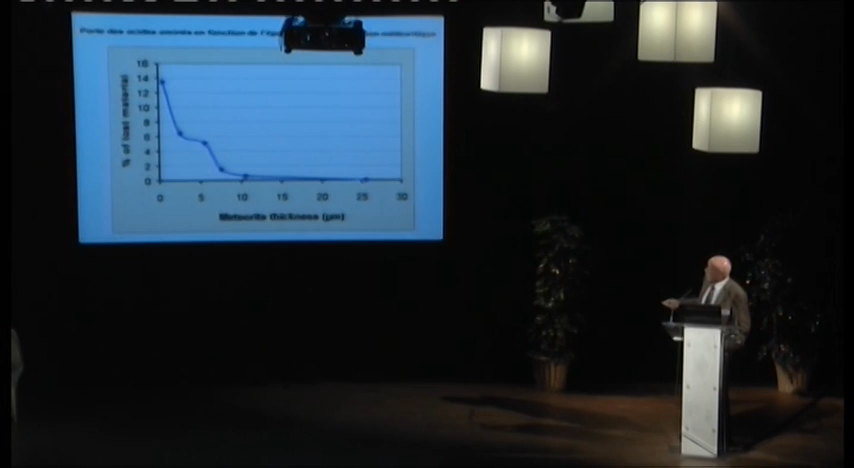 Perte des acides aminés en fonction de l'épa
% of lost material
16
14
12
10
8
6
4
2
0
0 5 10 15 20 25 30
Meteorite thickness (µm)